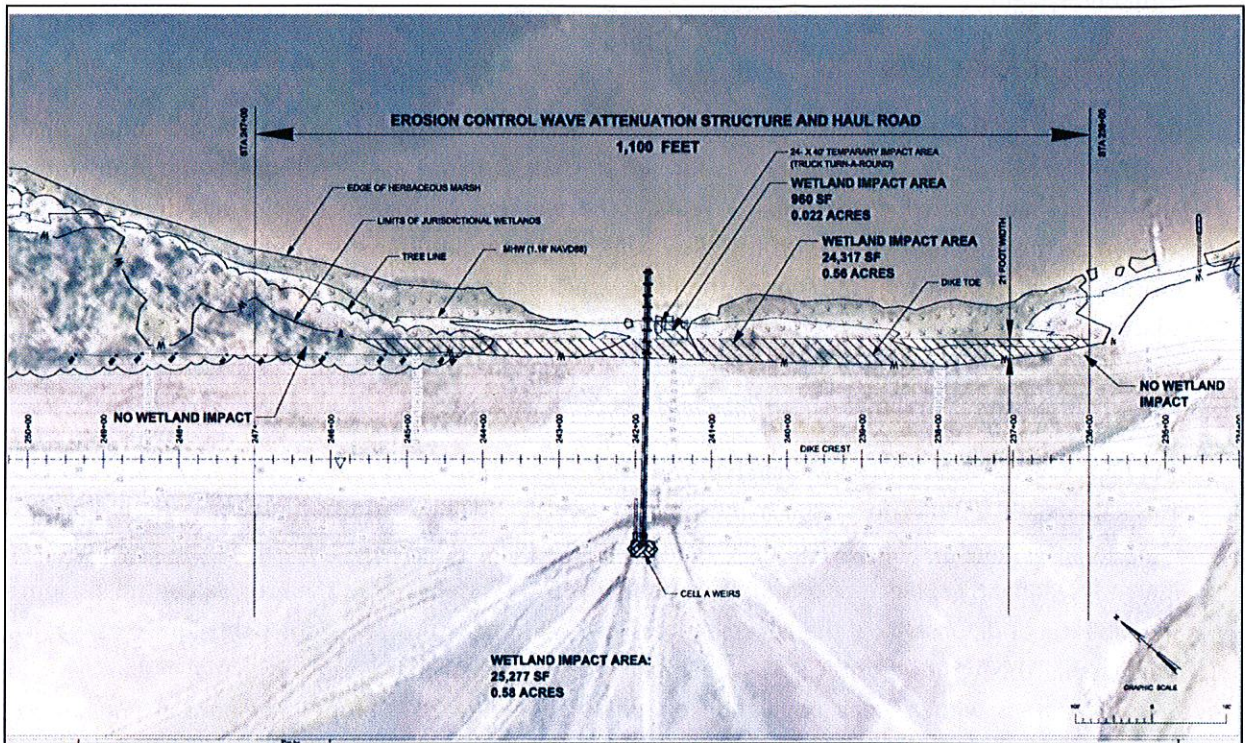 EROSION CONTROL WAVE ATTENUATION STRUCTURE AND HAUL ROAD
1,100 FEET
STA 247+00
24- X 40' TEMPARARY IMPACT AREA
(TRUCK TURN-A-ROUND)
WETLAND IMPACT AREA
960 SF
0.022 ACRES
EDGE OF HERBACEOUS MARSH
LIMITS OF JURISDICTIONAL WETLANDS
TREE LINE
MHW (1.16' NAVD88)
WETLAND IMPACT AREA
24,317 SF
0.56 ACRES
DIKE TOE
21 FOOT WIDTH
NO WETLAND IMPACT
NO WETLAND
IMPACT
250+00
249+00
248+00
247+00
246+00
245+00
244+00
243+00
242+00
241+00
240+00
239+00
238+00
237+00
236+00
235+00
DIKE CREST
CELL A WEIRS
WETLAND IMPACT AREA:
25,277 SF
0.58 ACRES
GRAPHIC SCALE